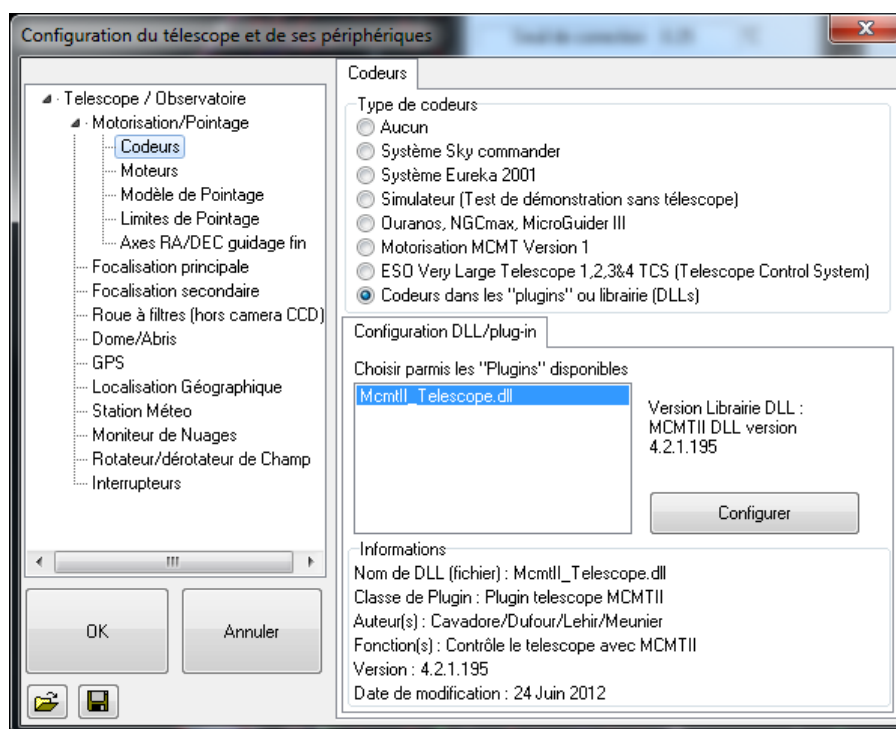 Configuration du télescope et de ses périphériques
Telescope / Observatoire
Motorisation/Pointage
Codeurs
Moteurs
Modèle de Pointage
Limites de Pointage
Axes RA/DEC guidage fin
Focalisation principale
Focalisation secondaire
Roue à filtres (hors camera CCD)
Dome/Abris
GPS
Localisation Géographique
Station Météo
Moniteur de Nuages
Rotateur/dérotateur de Champ
Interrupteurs
OK
Annuler
Codeurs
Type de codeurs
Aucun
Système Sky commander
Système Eureka 2001
Simulateur (Test de démonstration sans télescope)
Ouranos, NGCmax, MicroGuider III
Motorisation MCMT Version 1
ESO Very Large Telescope 1,2,3&4 TCS (Telescope Control System)
Codeurs dans les "plugins" ou librairie (DLLs)
Configuration DLL/plug-in
Choisir parmis les "Plugins" disponibles
McmtII_Telescope.dll
Version Librairie DLL :
MCMTII DLL version
4.2.1.195
Configurer
Informations
Nom de DLL (fichier) : McmtII_Telescope.dll
Classe de Plugin : Plugin telescope MCMTII
Auteur(s) : Cavadore/Dufour/Lehir/Meunier
Fonction(s) : Contrôle le telescope avec MCMTII
Version : 4.2.1.195
Date de modification : 24 Juin 2012